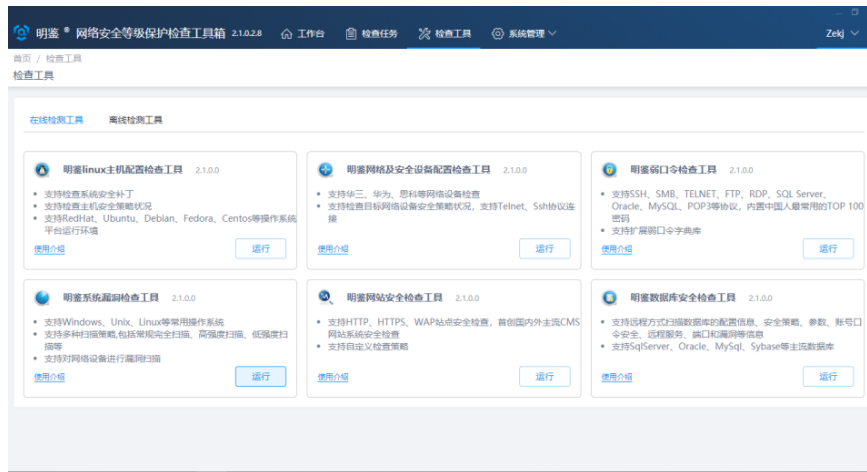 明鉴 ® 网络安全等级保护检查工具箱 2.1.0.2.8 工作台 检查任务 检查工具 系统管理 Zekj
首页 / 检查工具
检查工具
在线检测工具 离线检测工具
明鉴linux主机配置检查工具 2.1.0.0
支持检查系统安全补丁
支持检查主机安全策略状况
支持RedHat、Ubuntu、Debian、Fedora、Centos等操作系统
平台运行环境
使用介绍 运行
明鉴网络及安全设备配置检查工具 2.1.0.0
支持华三、华为、思科等网络设备检查
支持检查目标网络设备安全策略状况，支持Telnet、Ssh协议连
接
使用介绍 运行
明鉴弱口令检查工具 2.1.0.0
支持SSH、SMB、TELNET、FTP、RDP、SQL Server、
Oracle、MySQL、POP3等协议，内置中国人最常用的TOP 100
密码
支持扩展弱口令字典库
使用介绍 运行
明鉴系统漏洞检查工具 2.1.0.0
支持Windows、Unix、Linux等常用操作系统
支持多种扫描策略,包括常规完全扫描、高强度扫描、低强度扫
描等
支持对网络设备进行漏洞扫描
使用介绍 运行
明鉴网站安全检查工具 2.1.0.0
支持HTTP、HTTPS、WAP站点安全检查，首创国内外主流CMS
网站系统安全检查
支持自定义检查策略
使用介绍 运行
明鉴数据库安全检查工具 2.1.0.0
支持远程方式扫描数据库的配置信息、安全策略、参数、账号口
令安全、远程服务、端口和漏洞等信息
支持SqlServer、Oracle、MySql、Sybase等主流数据库
使用介绍 运行